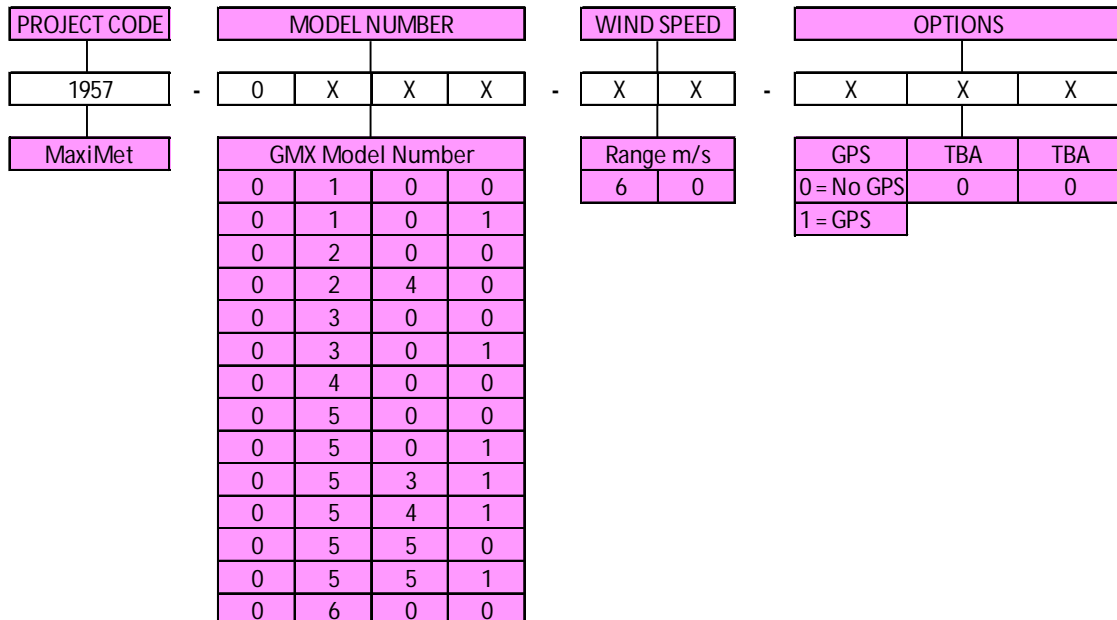 PROJECT CODE MODEL NUMBER WIND SPEED OPTIONS
1957 - 0 X X X - X X - X X X
MaxiMet GMX Model Number Range m/s GPS TBA TBA
0 1 0 0 6 0 0 = No GPS 0 0
0 1 0 1 1 = GPS
0 2 0 0
0 2 4 0
0 3 0 0
0 3 0 1
0 4 0 0
0 5 0 0
0 5 0 1
0 5 3 1
0 5 4 1
0 5 5 0
0 5 5 1
0 6 0 0